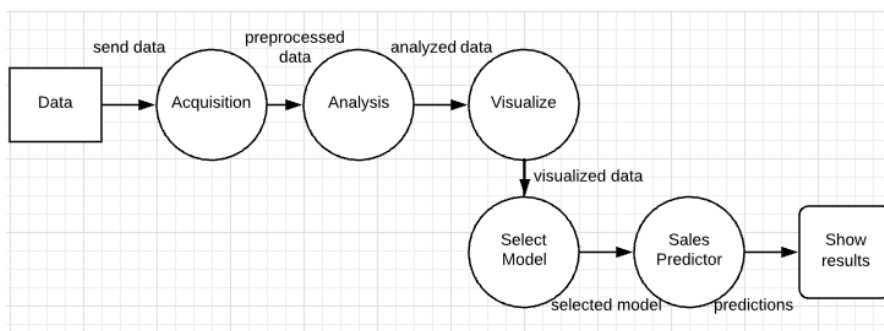 send data
preprocessed
data
analyzed data
Data
Acquisition
Analysis
Visualize
visualized data
Select
Model
Sales
Predictor
Show
results
selected model
predictions